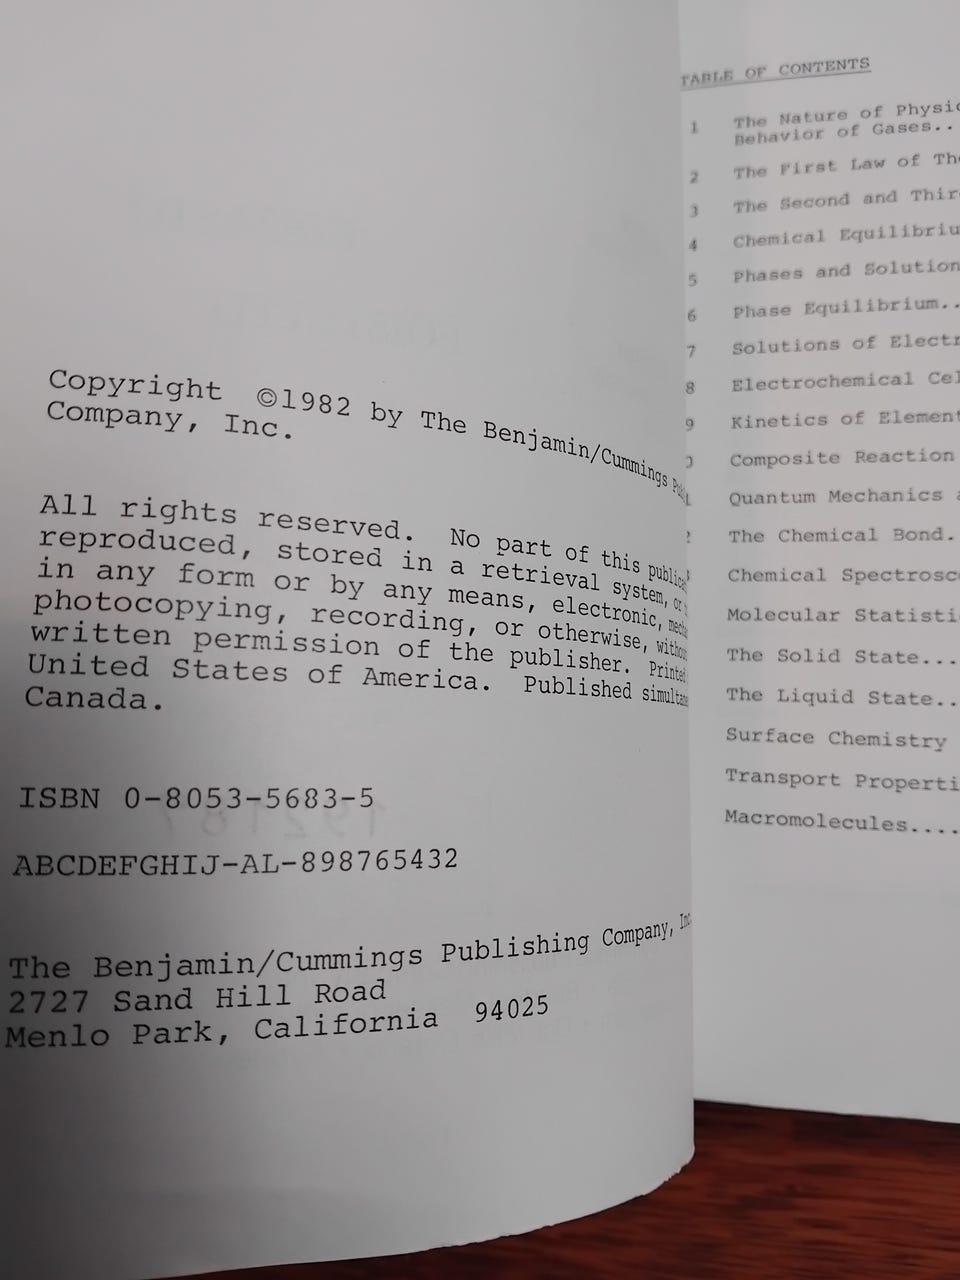 Copyright ©1982 by The Benjamin/Cummings
Company, Inc.
All rights reserved. No part of this
reproduced, stored in a retrieval system, or
in any form or by any means, electronic,
photocopying, recording, or otherwise,
written permission of the publisher. Printed
United States of America. Published
Canada.
ISBN 0-8053-5683-5
ABCDEFGHIJ-AL-898765432
The Benjamin/Cummings Publishing Company, Inc.
2727 Sand Hill Road
Menlo Park, California 94025
TABLE OF CONTENTS
1 The Nature of
Behavior of Gases..
2 The First Law of
3 The Second and
4 Chemical
5 Phases and
6 Phase Equilibrium..
7 Solutions of
8 Electrochemical
9 Kinetics of
Composite Reaction
Quantum Mechanics
The Chemical Bond.
Chemical
Molecular
The Solid State...
The Liquid State..
Surface Chemistry
Transport
Macromolecules....